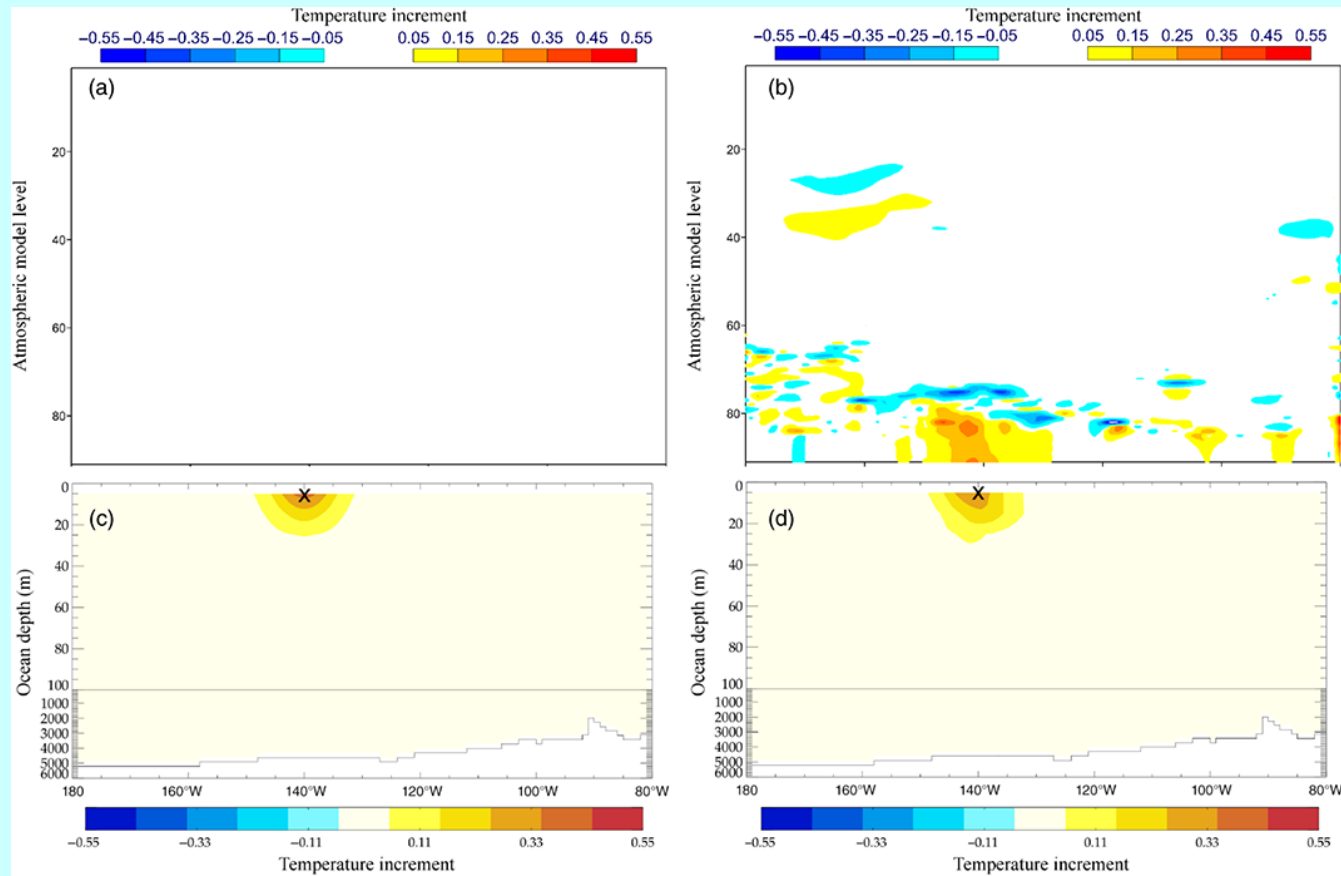 Temperature increment
−0.55 −0.45 −0.35 −0.25 −0.15 −0.05 0.05 0.15 0.25 0.35 0.45 0.55
(a)
Atmospheric model level
20
40
60
80
Temperature increment
−0.55 −0.45 −0.35 −0.25 −0.15 −0.05 0.05 0.15 0.25 0.35 0.45 0.55
(b)
Atmospheric model level
20
40
60
80
(c)
X
Ocean depth (m)
0
20
40
60
80
100
1000
2000
3000
4000
5000
6000
180 160°W 140°W 120°W 100°W 80°W
−0.55 −0.33 −0.11 0.11 0.33 0.55
Temperature increment
(d)
X
Ocean depth (m)
0
20
40
60
80
100
1000
2000
3000
4000
5000
6000
180 160°W 140°W 120°W 100°W 80°W
−0.55 −0.33 −0.11 0.11 0.33 0.55
Temperature increment